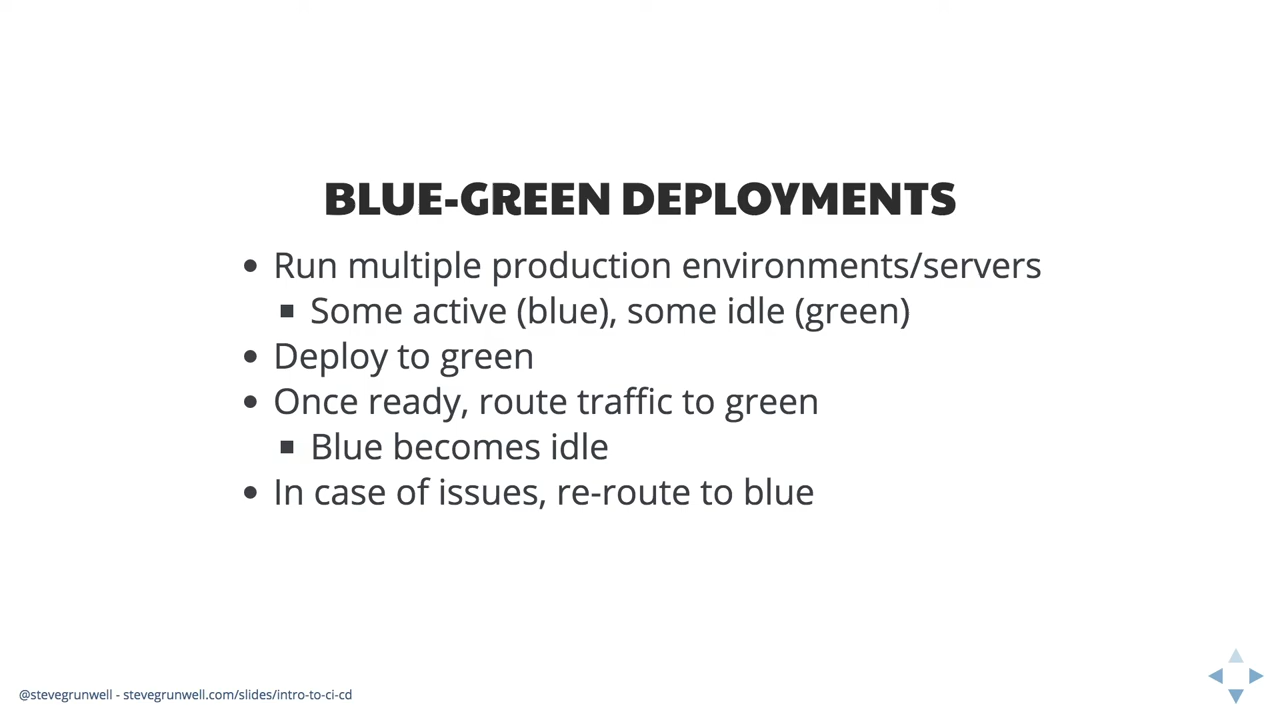 BLUE-GREEN DEPLOYMENTS
• Run multiple production environments/servers
▪ Some active (blue), some idle (green)
• Deploy to green
• Once ready, route traffic to green
▪ Blue becomes idle
• In case of issues, re-route to blue
@stevegrunwell - stevegrunwell.com/slides/intro-to-ci-cd